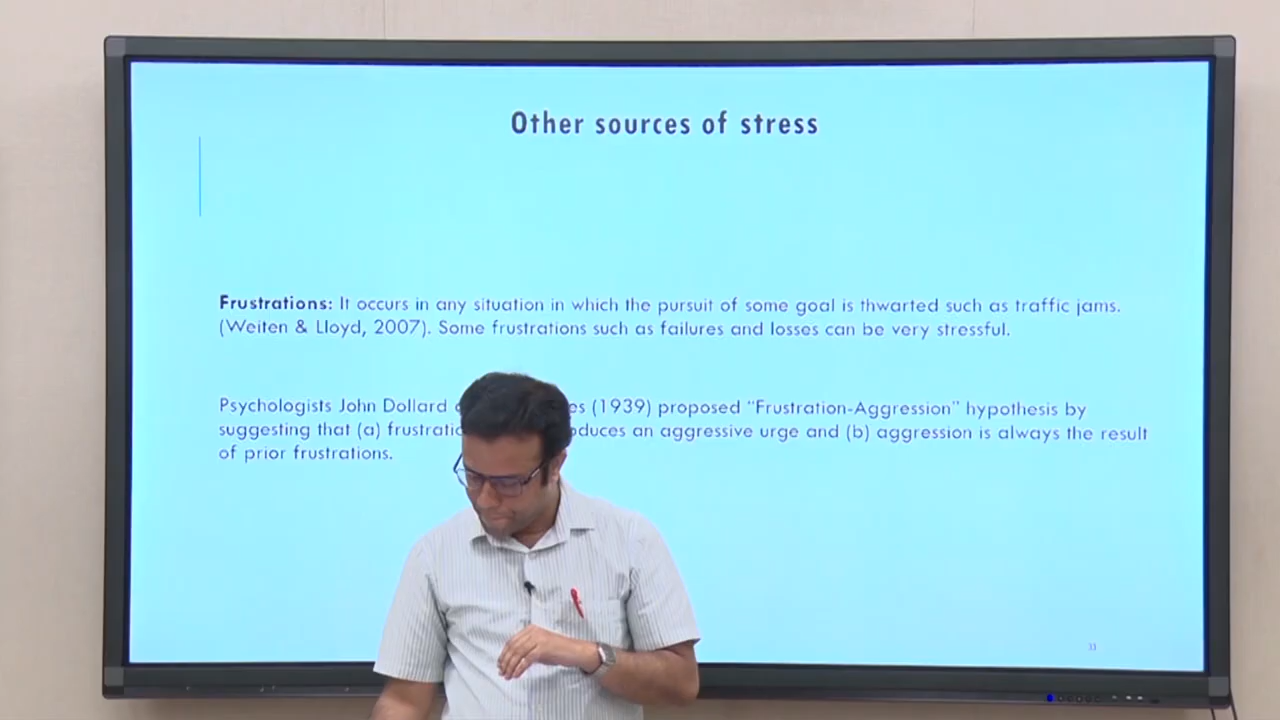 Other sources of stress
Frustrations: It occurs in any situation in which the pursuit of some goal is thwarted such as traffic jams.
(Weiten & Lloyd, 2007). Some frustrations such as failures and losses can be very stressful.
Psychologists John Dollard (1939) proposed "Frustration-Aggression" hypothesis by
suggesting that (a) an aggressive urge and (b) aggression is always the result
of prior frustrations.
33